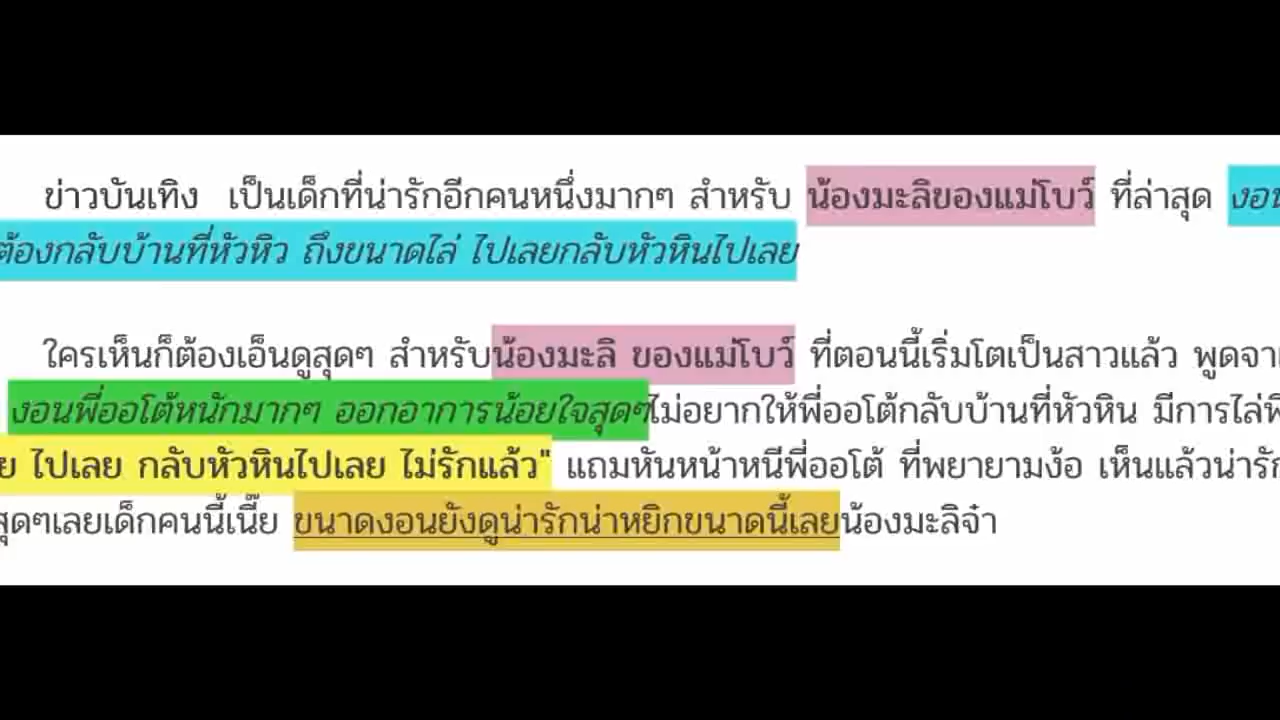 ข่าวบันเทิง เป็นเด็กที่น่ารักอีกคนหนึ่งมากๆ สำหรับ น้องมะลิของแม่โบว์ ที่ล่าสุด งอน
ต้องกลับบ้านที่หัวหิว ถึงขนาดไล่ ไปเลยกลับหัวหินไปเลย
ใครเห็นก็ต้องเอ็นดูสุดๆ สำหรับน้องมะลิ ของแม่โบว์ ที่ตอนนี้เริ่มโตเป็นสาวแล้ว พูดจา
งอนพี่ออโต้หนักมากๆ ออกอาการน้อยใจสุดๆไม่อยากให้พี่ออโต้กลับบ้านที่หัวหิน มีการไล่พี่
ย ไปเลย กลับหัวหินไปเลย ไม่รักแล้ว" แถมหันหน้าหนีพี่ออโต้ ที่พยายามง้อ เห็นแล้วน่ารัก
สุดๆเลยเด็กคนนี้เนี๊ย ขนาดงอนยังดูน่ารักน่าหยิกขนาดนี้เลยน้องมะลิจ๋า